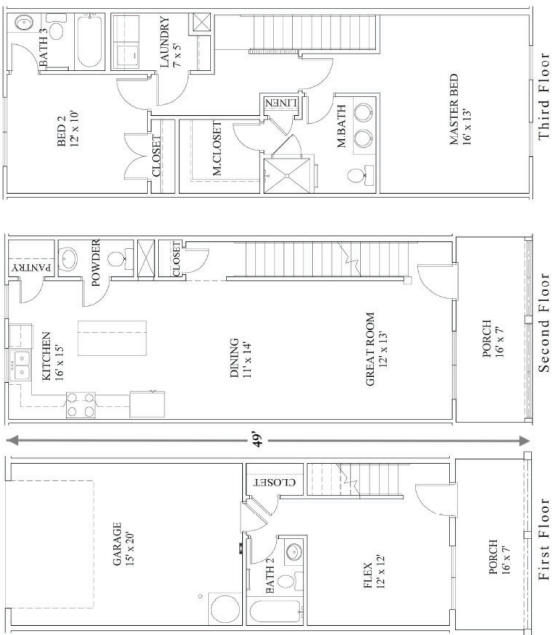 BATH 3
LAUNDRY
7' x 5'
BED 2
12' x 10'
CLOSET
M.CLOSET
LINEN
M.BATH
MASTER BED
16' x 13'
Third Floor
PANTRY
POWDER
CLOSET
KITCHEN
16' x 15'
DINING
11' x 14'
GREAT ROOM
12' x 13'
PORCH
16' x 7'
Second Floor
49'
CLOSET
GARAGE
15' x 20'
BATH 2
FLEX
12' x 12'
PORCH
16' x 7'
First Floor